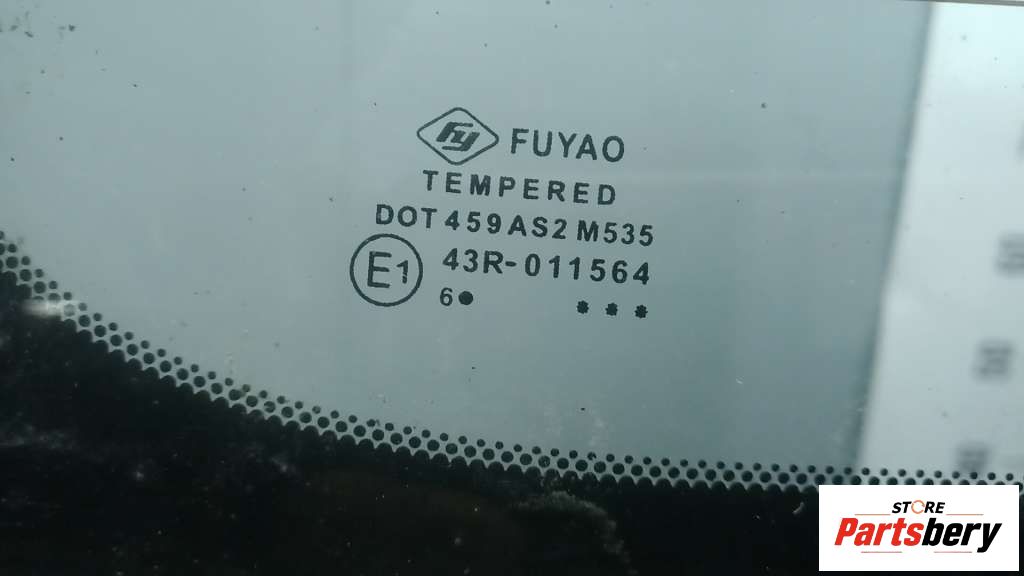 fy FUYAO
TEMPERED
DOT 459 AS2 M535
E1 43R-011564
6● ***
STORE
Partsbery